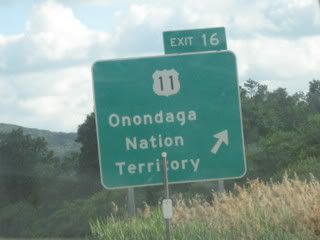 EXIT 16
11
Onondaga
Nation
Territory